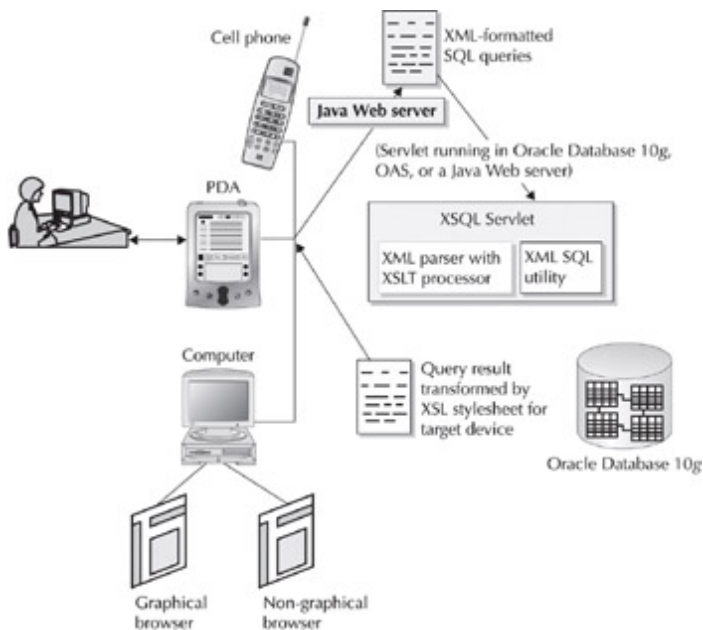 Cell phone
XML-formatted
SQL queries
Java Web server
(Servlet running in Oracle Database 10g,
OAS, or a Java Web server)
PDA
XSQL Servlet
XML parser with
XSLT processor
XML SQL
utility
Computer
Query result
transformed by
XSL stylesheet for
target device
Oracle Database 10g
Graphical
browser
Non-graphical
browser